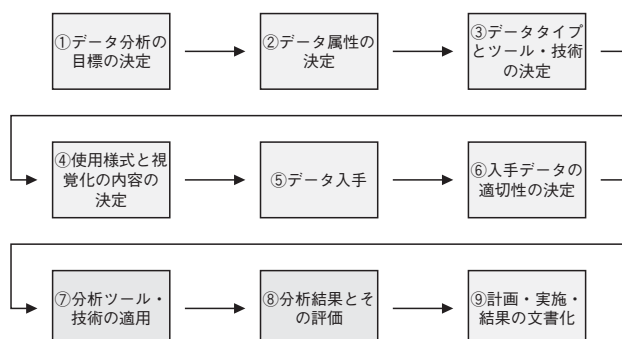 ①データ分析の
目標の決定
②データ属性の
決定
③データタイプ
とツール・技術
の決定
④使用様式と視
覚化の内容の
決定
⑤データ入手
⑥入手データの
適切性の決定
⑦分析ツール・
技術の適用
⑧分析結果とそ
の評価
⑨計画・実施・
結果の文書化